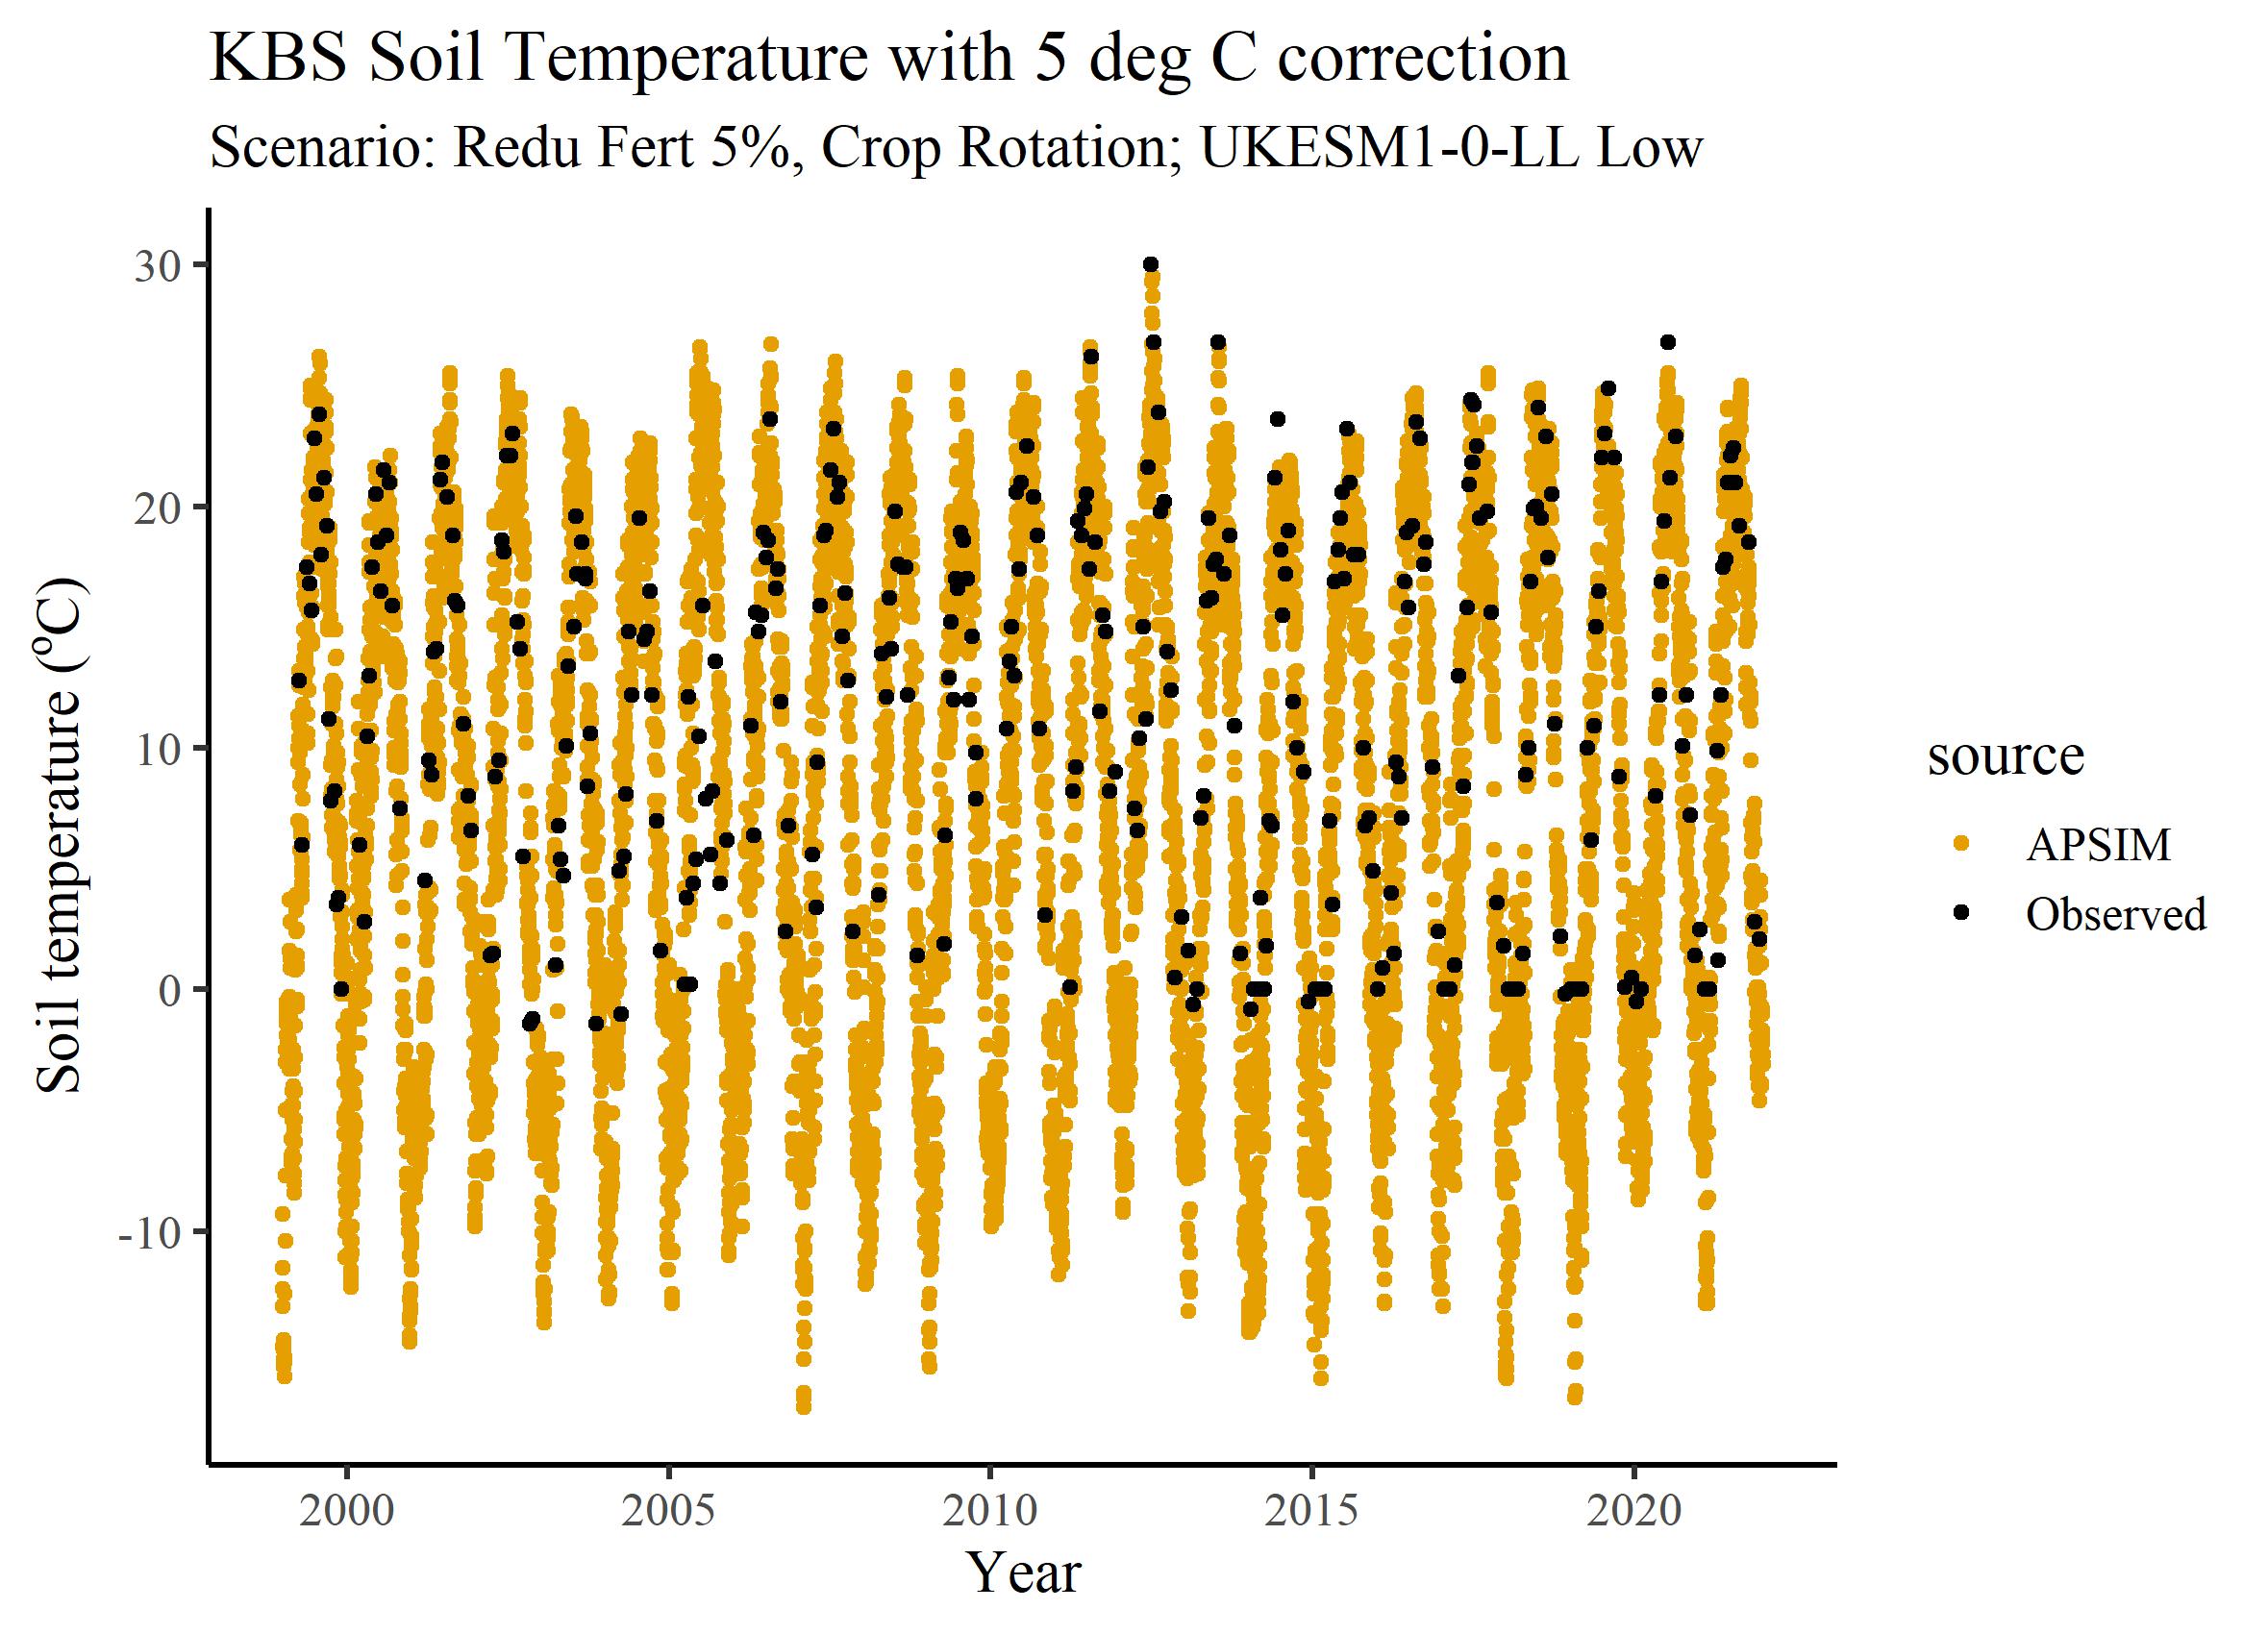 KBS Soil Temperature with 5 deg C correction
Scenario: Redu Fert 5%, Crop Rotation; UKESM1-0-LL Low
Soil temperature (ºC)
30
20
10
0
-10
2000 2005 2010 2015 2020
Year
source
APSIM
Observed